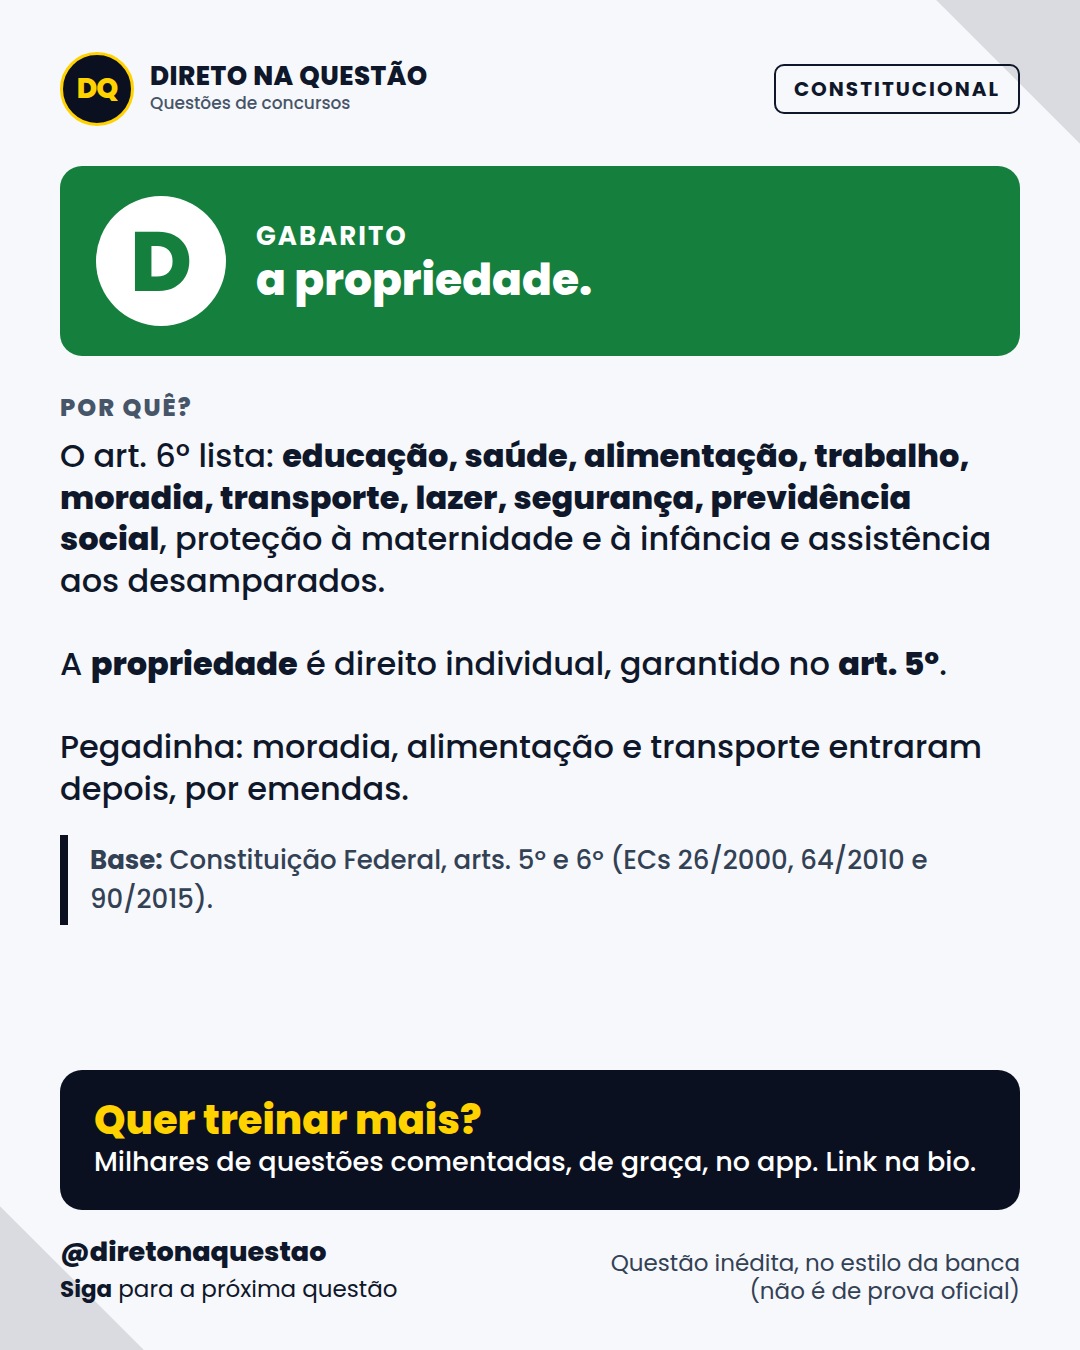 DQ
DIRETO NA QUESTÃO
Questões de concursos
CONSTITUCIONAL
D
GABARITO
a propriedade.
POR QUÊ?
O art. 6º lista: educação, saúde, alimentação, trabalho,
moradia, transporte, lazer, segurança, previdência
social, proteção à maternidade e à infância e assistência
aos desamparados.
A propriedade é direito individual, garantido no art. 5º.
Pegadinha: moradia, alimentação e transporte entraram
depois, por emendas.
Base: Constituição Federal, arts. 5º e 6º (ECs 26/2000, 64/2010 e
90/2015).
Quer treinar mais?
Milhares de questões comentadas, de graça, no app. Link na bio.
@diretonaquestao
Siga para a próxima questão
Questão inédita, no estilo da banca
(não é de prova oficial)